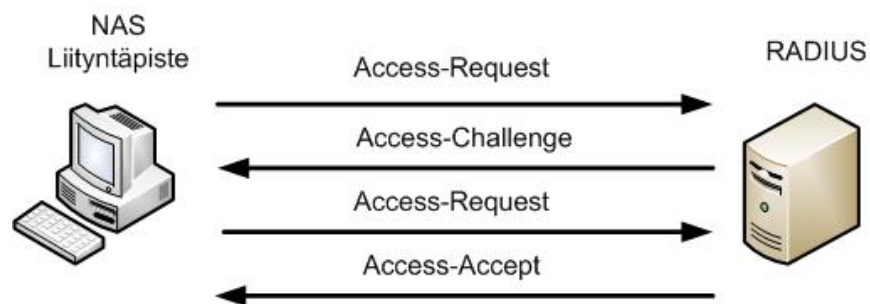 NAS
Liityntäpiste
RADIUS
Access-Request
Access-Challenge
Access-Request
Access-Accept